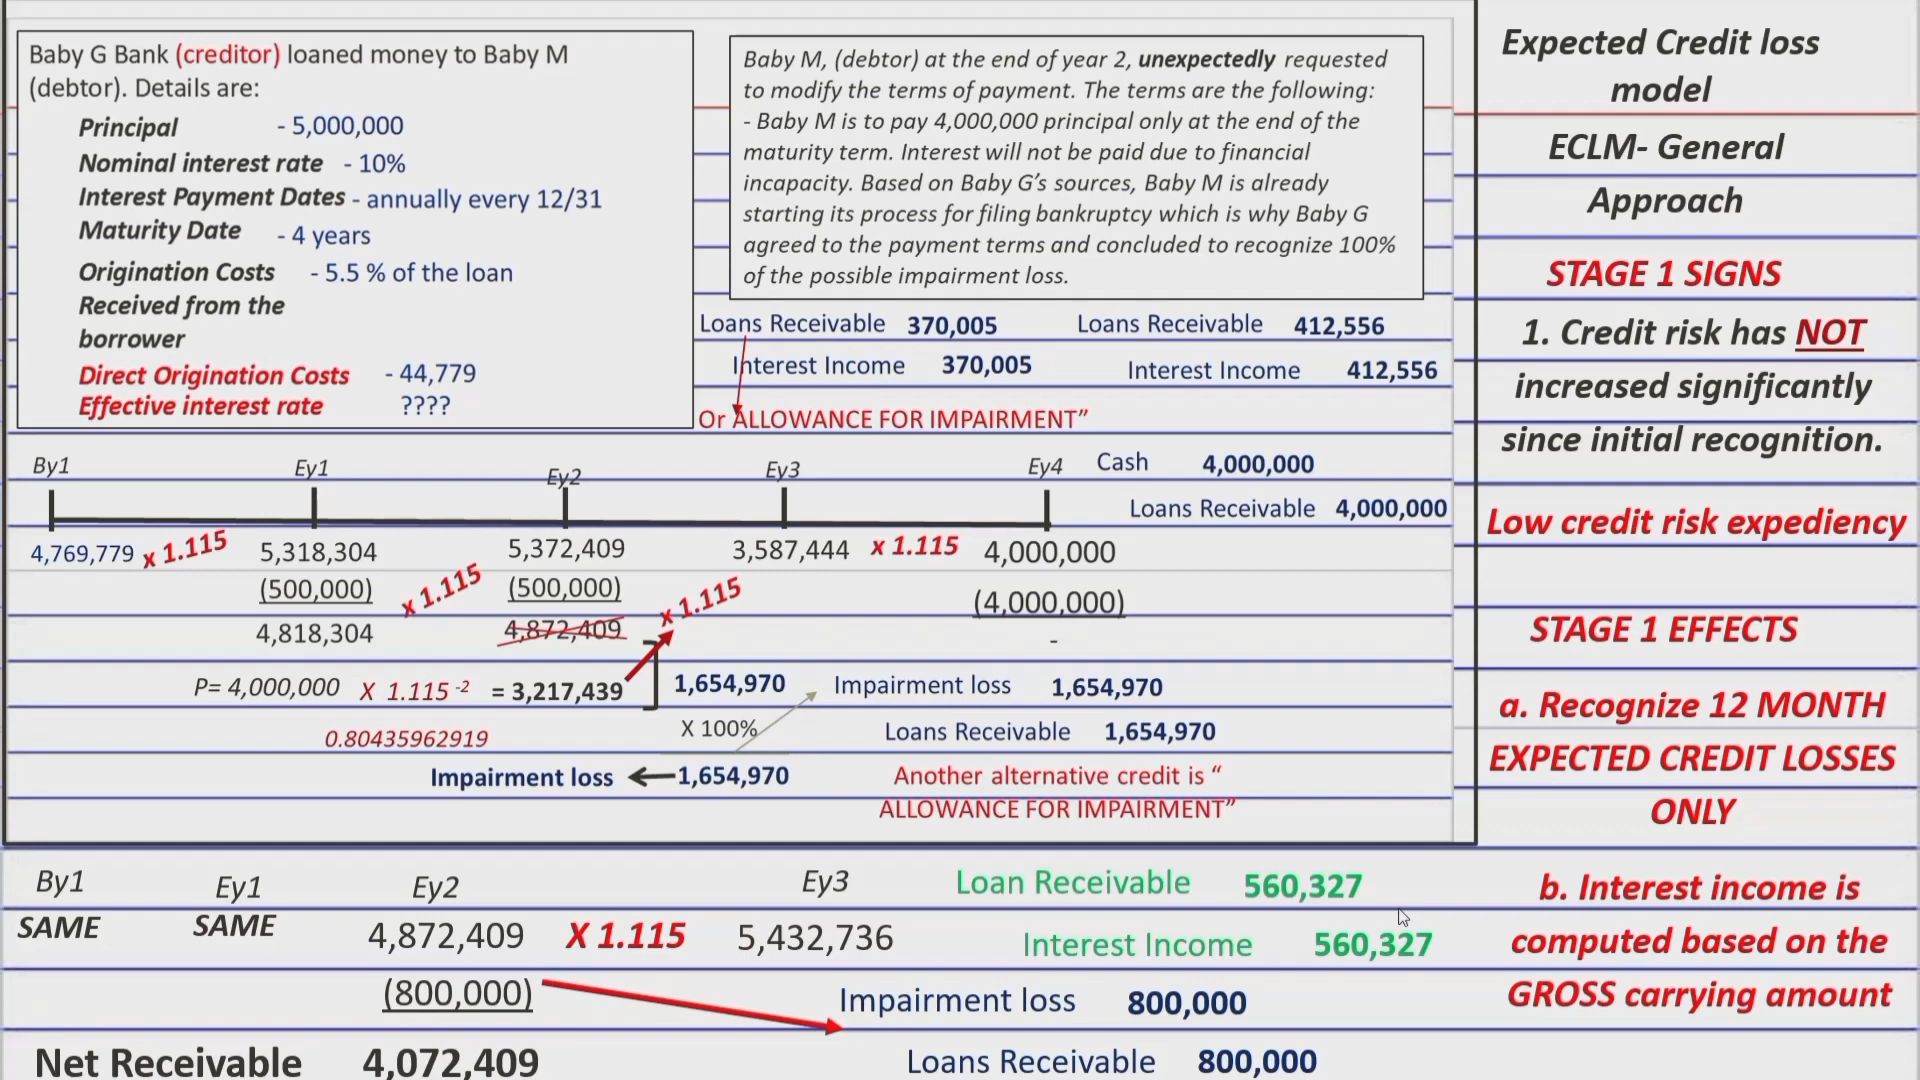 Baby G Bank (creditor) loaned money to Baby M
(debtor). Details are:
Principal - 5,000,000
Nominal interest rate - 10%
Interest Payment Dates - annually every 12/31
Maturity Date - 4 years
Origination Costs - 5.5 % of the loan
Received from the
borrower
Direct Origination Costs - 44,779
Effective interest rate ????
Baby M, (debtor) at the end of year 2, unexpectedly requested
to modify the terms of payment. The terms are the following:
- Baby M is to pay 4,000,000 principal only at the end of the
maturity term. Interest will not be paid due to financial
incapacity. Based on Baby G's sources, Baby M is already
starting its process for filing bankruptcy which is why Baby G
agreed to the payment terms and concluded to recognize 100%
of the possible impairment loss.
Loans Receivable 370,005 Loans Receivable 412,556
Interest Income 370,005 Interest Income 412,556
Or ALLOWANCE FOR IMPAIRMENT”
By1 Ey1 Ey2 Ey3 Ey4 Cash 4,000,000
Loans Receivable 4,000,000
4,769,779 x 1.115 5,318,304 5,372,409 3,587,444 x 1.115 4,000,000
(500,000) x 1.115 (500,000) x 1.115 (4,000,000)
4,818,304 4,872,409 -
P= 4,000,000 X 1.115 -2 = 3,217,439 1,654,970 Impairment loss 1,654,970
X 100% Loans Receivable 1,654,970
0.80435962919
Impairment loss 1,654,970 Another alternative credit is “
ALLOWANCE FOR IMPAIRMENT”
By1 Ey1 Ey2 Ey3 Loan Receivable 560,327
SAME SAME 4,872,409 X 1.115 5,432,736 Interest Income 560,327
(800,000) Impairment loss 800,000
Net Receivable 4,072,409 Loans Receivable 800,000
Expected Credit loss
model
ECLM- General
Approach
STAGE 1 SIGNS
1. Credit risk has NOT
increased significantly
since initial recognition.
Low credit risk expediency
STAGE 1 EFFECTS
a. Recognize 12 MONTH
EXPECTED CREDIT LOSSES
ONLY
b. Interest income is
computed based on the
GROSS carrying amount